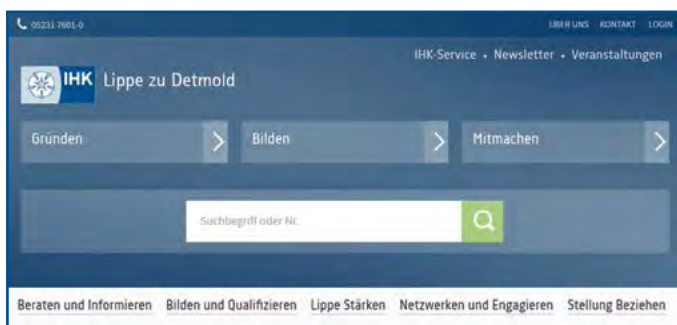 05231 7601-0 ÜBER UNS KONTAKT LOGIN
IHK-Service • Newsletter • Veranstaltungen
IHK Lippe zu Detmold
Gründen Bilden Mitmachen
Suchbegriff oder Nr.
Beraten und Informieren Bilden und Qualifizieren Lippe Stärken Netzwerken und Engagieren Stellung Beziehen